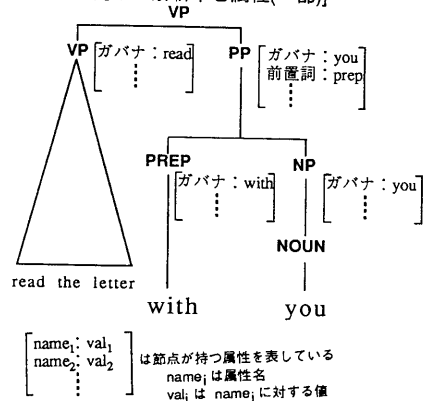 VP
VP
ガバナ：read
PP
ガバナ：you
前置詞：prep
PREP
ガバナ：with
NP
ガバナ：you
NOUN
read the letter
with
you
name1: val1
name2: val2
は節点が持つ属性を表している
namei は属性名
vali は namei に対する値